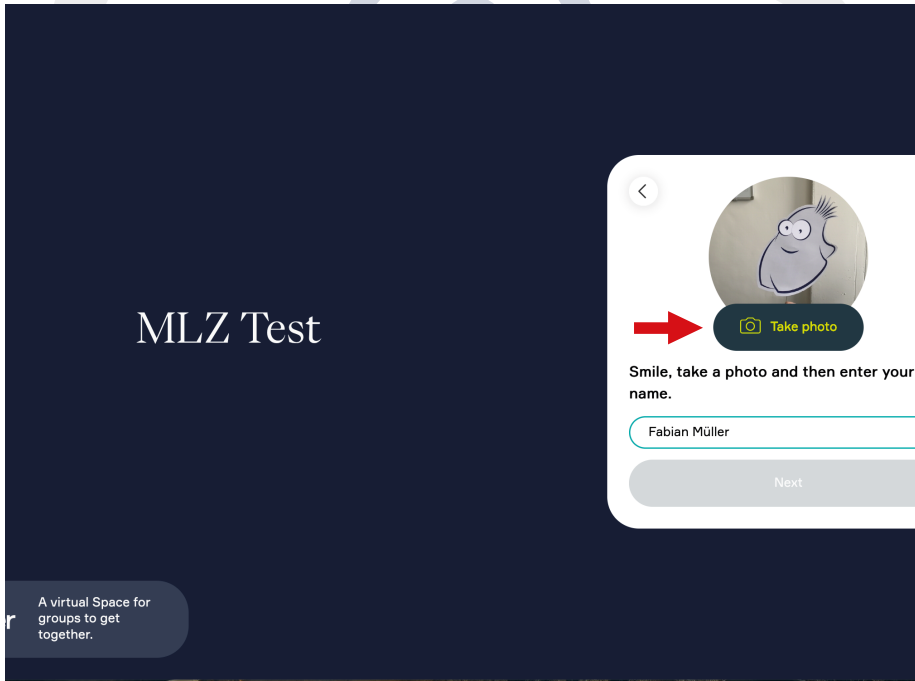 MLZ Test
Take photo
Smile, take a photo and then enter your
name.
Fabian Müller
Next
r
A virtual Space for
groups to get
together.